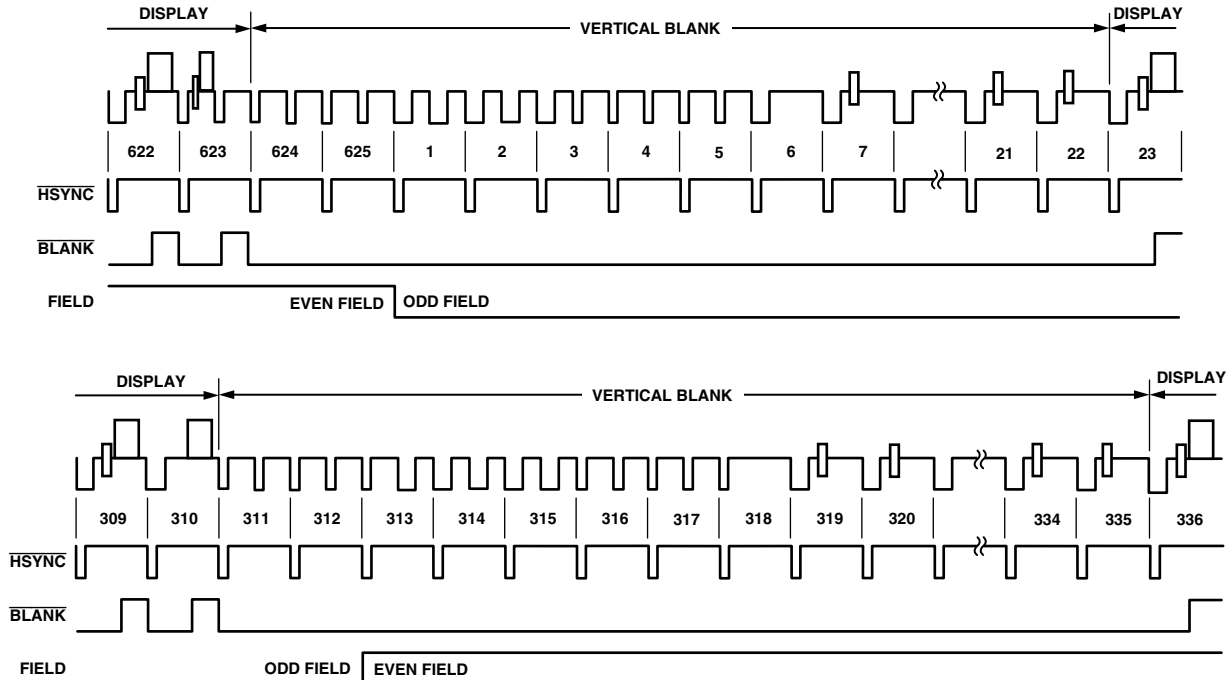 DISPLAY VERTICAL BLANK DISPLAY
622 623 624 625 1 2 3 4 5 6 7 21 22 23
HSYNC
BLANK
FIELD EVEN FIELD ODD FIELD
DISPLAY VERTICAL BLANK DISPLAY
309 310 311 312 313 314 315 316 317 318 319 320 334 335 336
HSYNC
BLANK
FIELD ODD FIELD EVEN FIELD